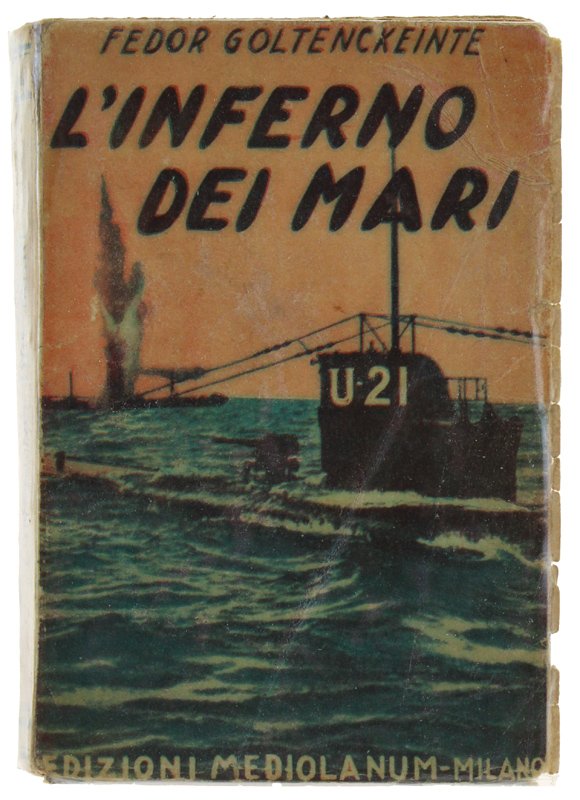 FEDOR GOLTENCKEINTE
L'INFERNO
DEI MARI
U-21
EDIZIONI MEDIOLANUM-MILANO